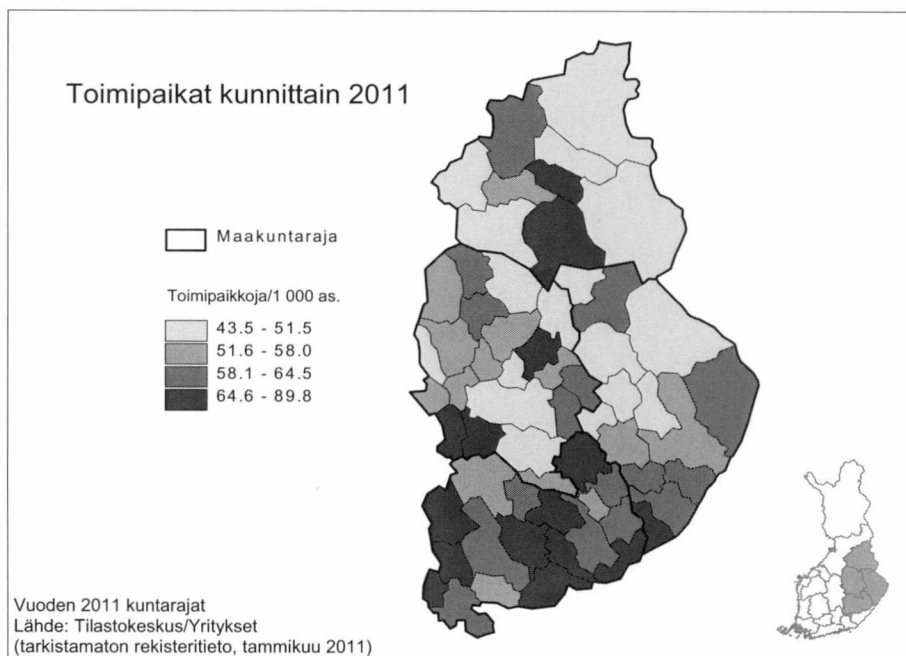 Toimipaikat kunnittain 2011
Maakuntaraja
Toimipaikkoja/1 000 as.
43.5 - 51.5
51.6 - 58.0
58.1 - 64.5
64.6 - 89.8
Vuoden 2011 kuntarajat
Lähde: Tilastokeskus/Yritykset
(tarkistamaton rekisteritieto, tammikuu 2011)